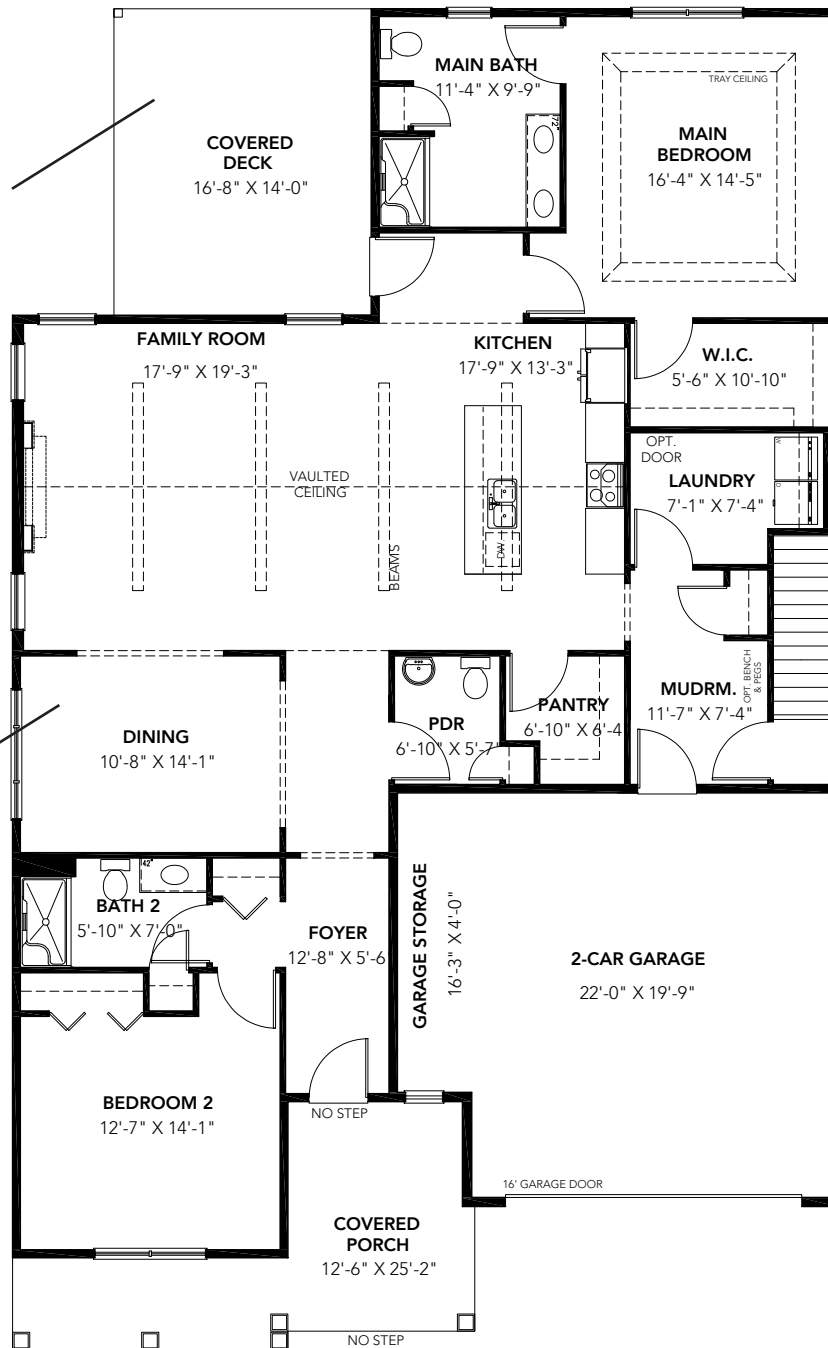 MAIN BATH
11'-4" X 9'-9"
72"
TRAY CEILING
MAIN
BEDROOM
16'-4" X 14'-5"
COVERED
DECK
16'-8" X 14'-0"
FAMILY ROOM
17'-9" X 19'-3"
KITCHEN
17'-9" X 13'-3"
W.I.C.
5'-6" X 10'-10"
OPT.
DOOR
LAUNDRY
7'-1" X 7'-4"
W
D
VAULTED
CEILING
DW
BEAMS
OPT. BENCH
& PEGS
MUDRM.
11'-7" X 7'-4"
PANTRY
6'-10" X 6'-4
PDR
6'-10" X 5'-7"
DINING
10'-8" X 14'-1"
42"
BATH 2
5'-10" X 7'-0"
FOYER
12'-8" X 5'-6
GARAGE STORAGE
16'-3" X 4'-0"
2-CAR GARAGE
22'-0" X 19'-9"
BEDROOM 2
12'-7" X 14'-1"
NO STEP
16' GARAGE DOOR
COVERED
PORCH
12'-6" X 25'-2"
NO STEP